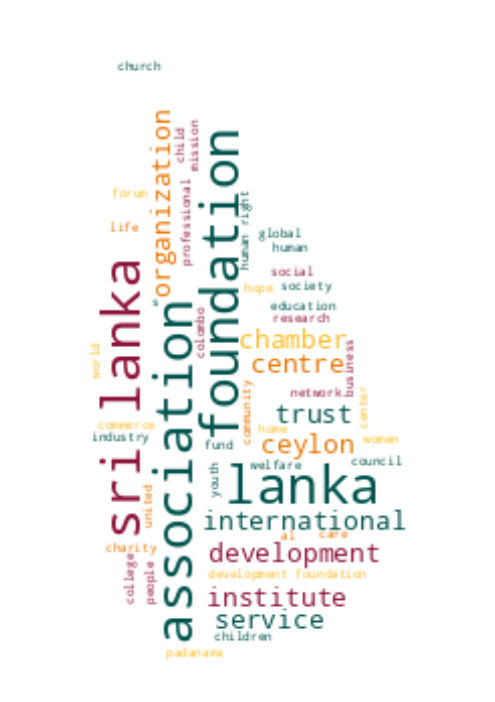 church
organization
child
mission
foundation
professional
forum
human right
life
global
human
sri lanka
social
hope
society
s
association
education
research
colombo
chamber
world
centre
business
community
network
center
trust
commerce
home
industry
fund
ceylon
women
youth
welfare
council
lanka
united
international
al
care
charity
development
college
people
development foundation
institute
service
children
padanama